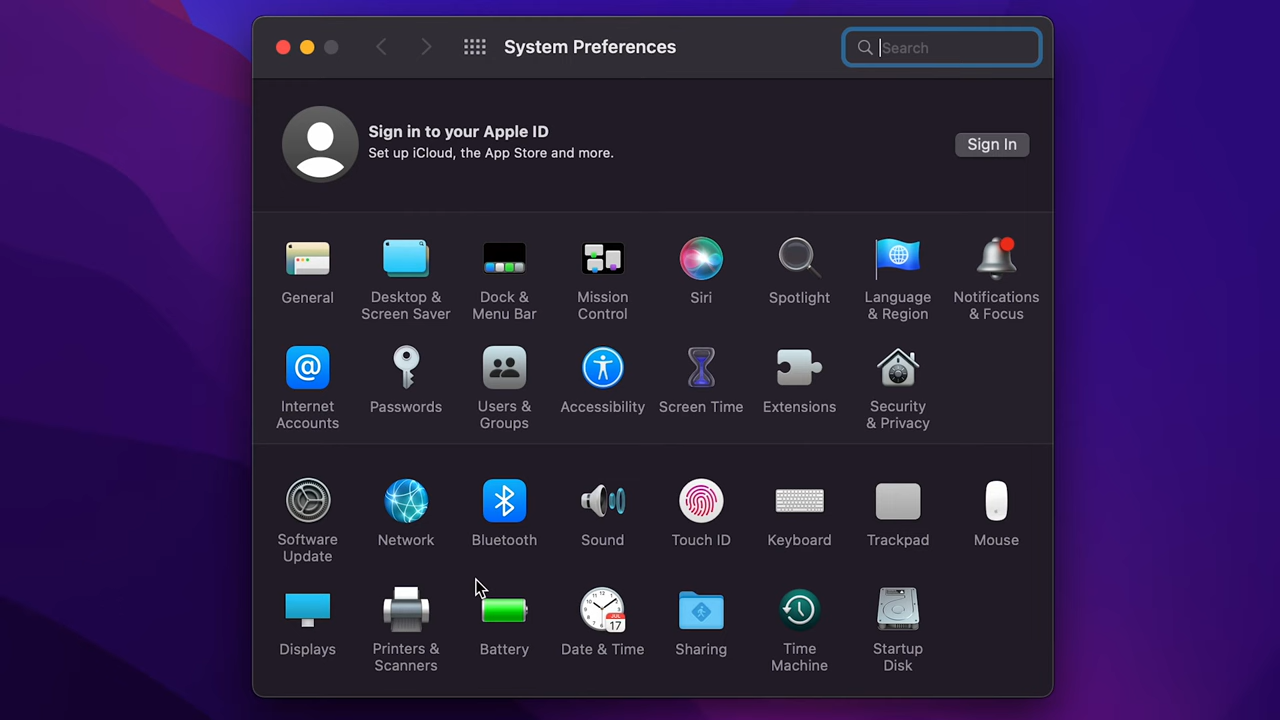 System Preferences
Search
Sign in to your Apple ID
Set up iCloud, the App Store and more.
Sign In
General
Desktop &
Screen Saver
Dock &
Menu Bar
Mission
Control
Siri
Spotlight
Language
& Region
Notifications
& Focus
@
Internet
Accounts
Passwords
Users &
Groups
Accessibility
Screen Time
Extensions
Security
& Privacy
Software
Update
Network
Bluetooth
Sound
Touch ID
Keyboard
Trackpad
Mouse
Displays
Printers &
Scanners
Battery
JUL
17
Date & Time
Sharing
Time
Machine
Startup
Disk